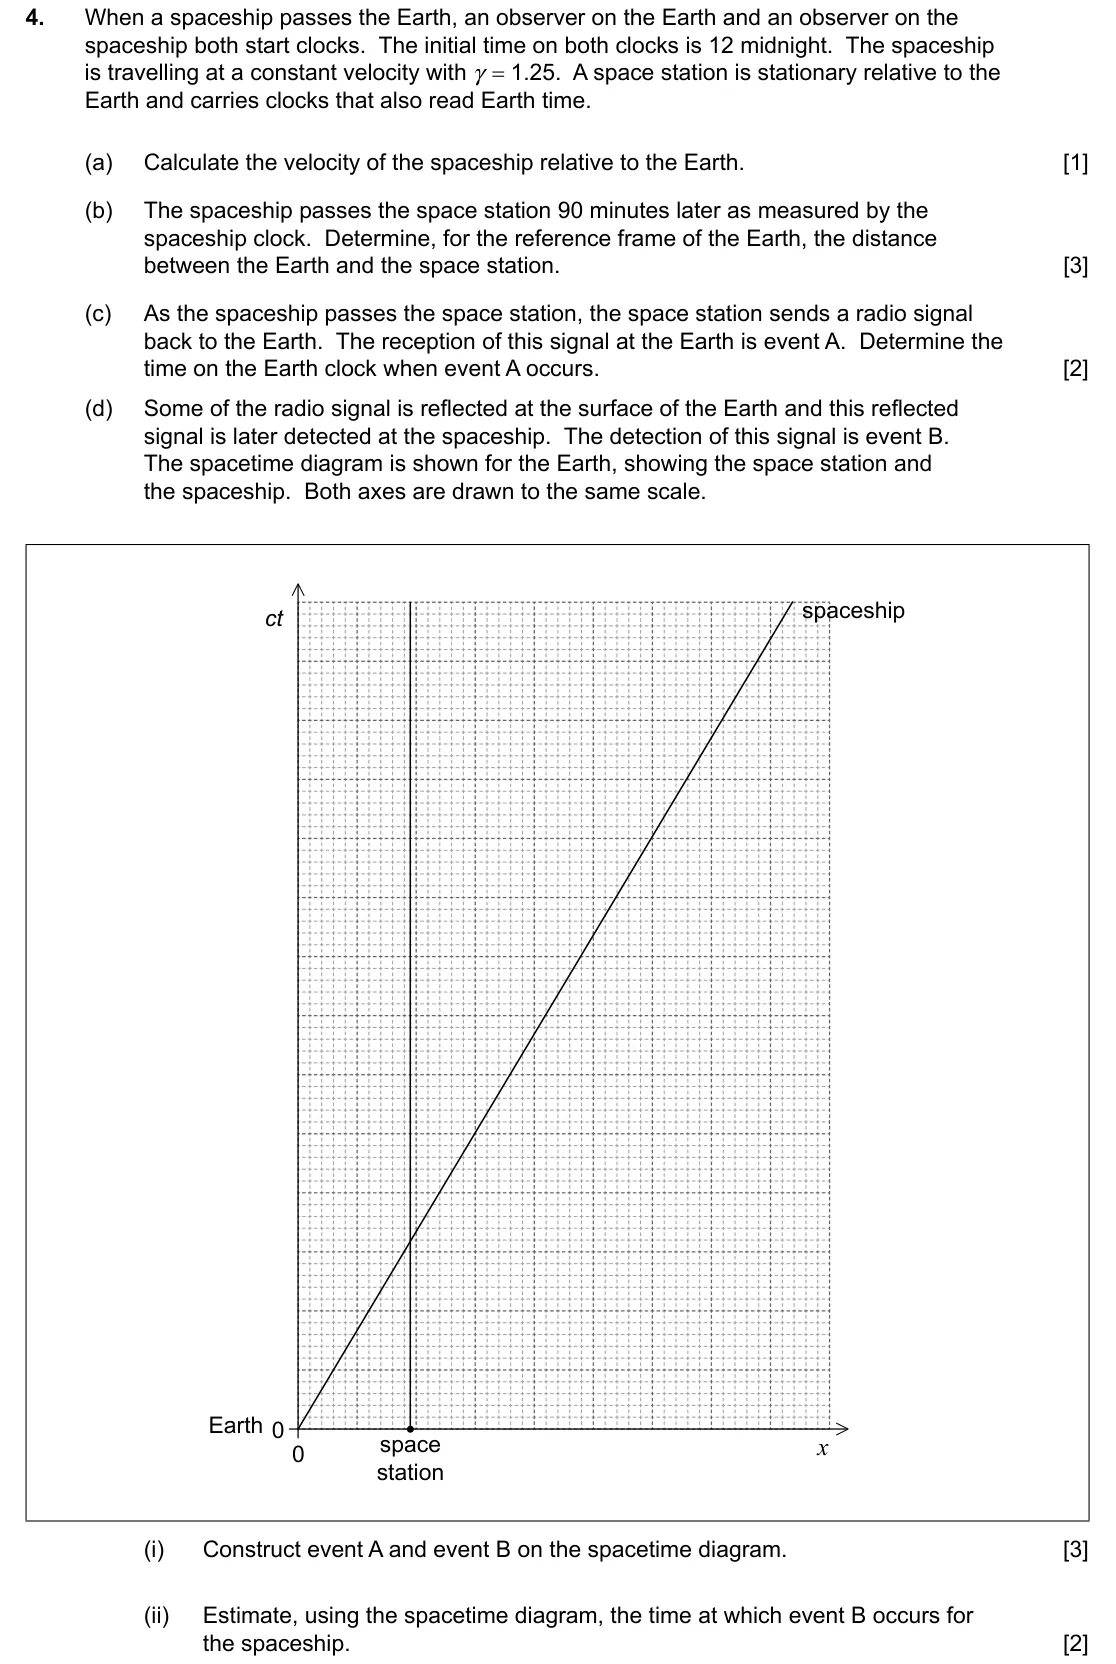 4. When a spaceship passes the Earth, an observer on the Earth and an observer on the
spaceship both start clocks. The initial time on both clocks is 12 midnight. The spaceship
is travelling at a constant velocity with γ = 1.25. A space station is stationary relative to the
Earth and carries clocks that also read Earth time.
(a) Calculate the velocity of the spaceship relative to the Earth. [1]
(b) The spaceship passes the space station 90 minutes later as measured by the
spaceship clock. Determine, for the reference frame of the Earth, the distance
between the Earth and the space station. [3]
(c) As the spaceship passes the space station, the space station sends a radio signal
back to the Earth. The reception of this signal at the Earth is event A. Determine the
time on the Earth clock when event A occurs. [2]
(d) Some of the radio signal is reflected at the surface of the Earth and this reflected
signal is later detected at the spaceship. The detection of this signal is event B.
The spacetime diagram is shown for the Earth, showing the space station and
the spaceship. Both axes are drawn to the same scale.
ct
spaceship
Earth 0
0
space
station
x
(i) Construct event A and event B on the spacetime diagram. [3]
(ii) Estimate, using the spacetime diagram, the time at which event B occurs for
the spaceship. [2]